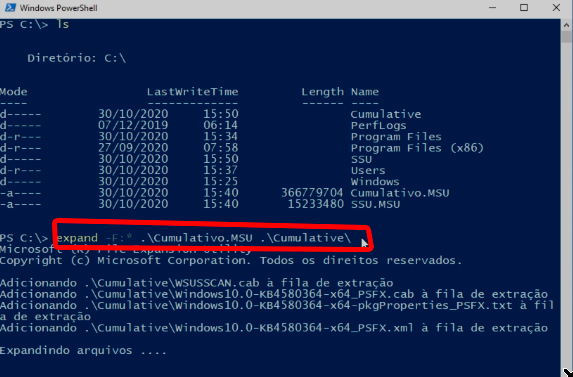 Windows PowerShell
PS C:\> ls
Diretório: C:\
Mode LastWriteTime Length Name
---- ------------- ------ ----
d----- 30/10/2020 15:50 Cumulative
d----- 07/12/2019 06:14 PerfLogs
d-r--- 30/10/2020 15:34 Program Files
d-r--- 27/09/2020 07:58 Program Files (x86)
d----- 30/10/2020 15:50 SSU
d-r--- 30/10/2020 15:37 Users
d----- 30/10/2020 15:25 Windows
-a---- 30/10/2020 15:40 366779704 Cumulativo.MSU
-a---- 30/10/2020 15:40 15233480 SSU.MSU
PS C:\> expand -F:* .\Cumulativo.MSU .\Cumulative\
Microsoft (R) File Expansion Utility
Copyright (c) Microsoft Corporation. Todos os direitos reservados.
Adicionando .\Cumulative\WSUSSCAN.cab à fila de extração
Adicionando .\Cumulative\Windows10.0-KB4580364-x64_PSFX.cab à fila de extração
Adicionando .\Cumulative\Windows10.0-KB4580364-x64-pkgProperties_PSFX.txt à fil
a de extração
Adicionando .\Cumulative\Windows10.0-KB4580364-x64_PSFX.xml à fila de extração
Expandindo arquivos ....